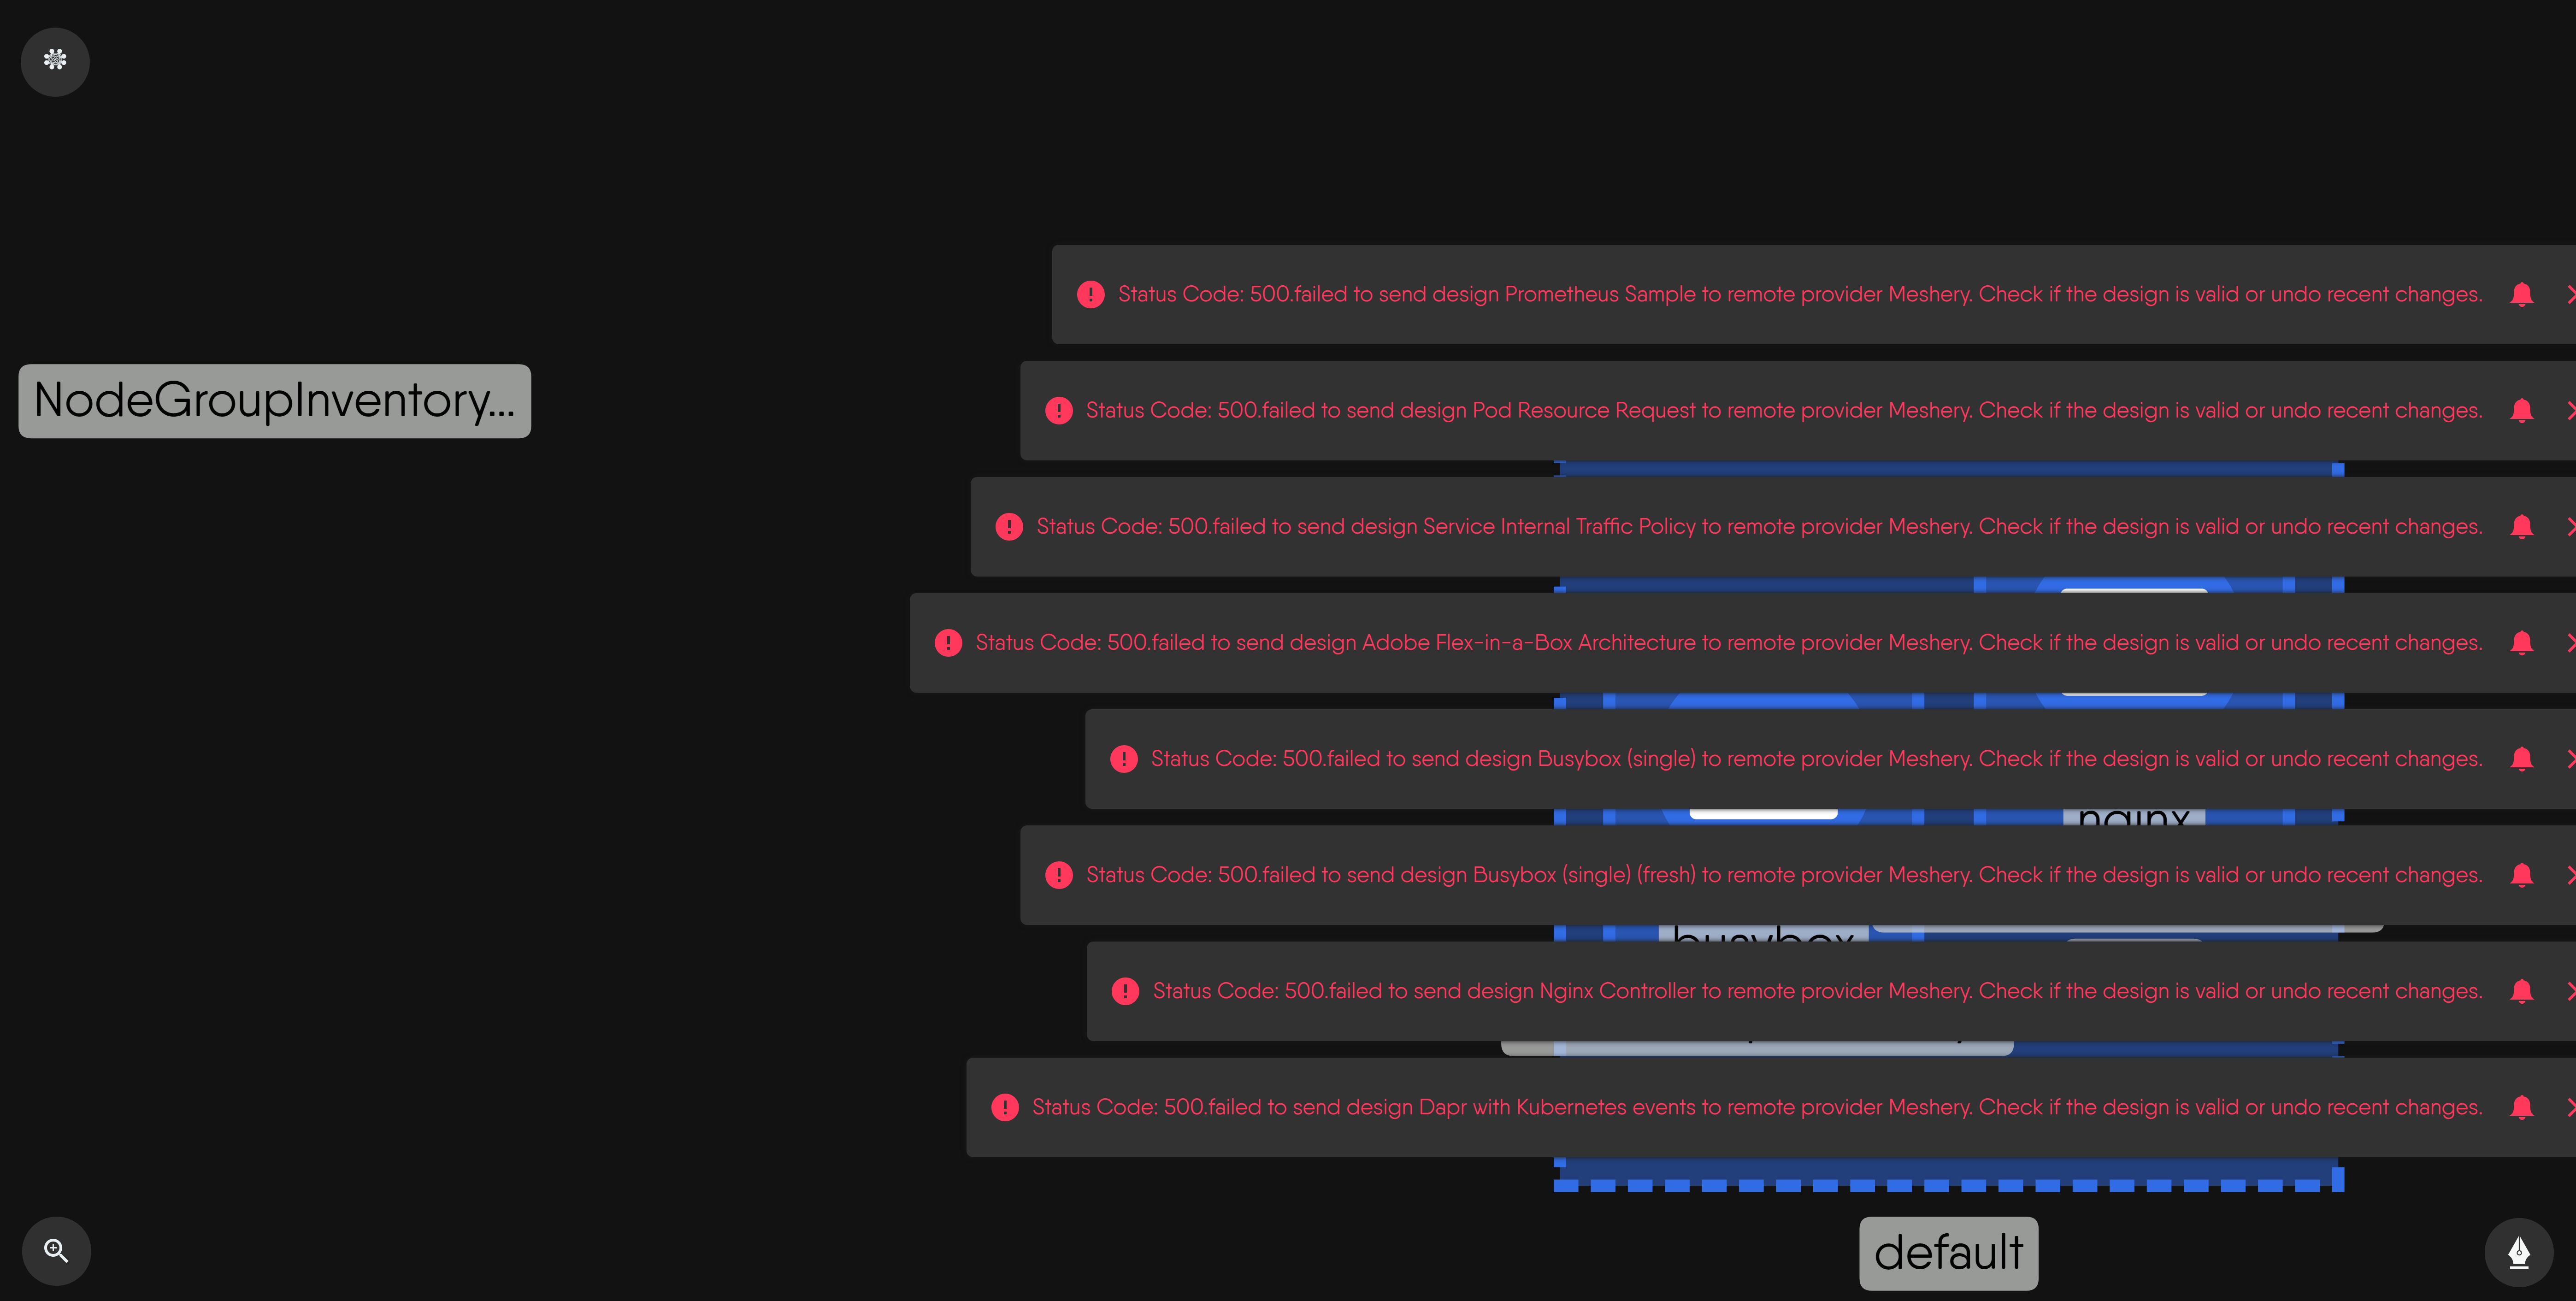 Status Code: 500.failed to send design Prometheus Sample to remote provider Meshery. Check if the design is valid or undo recent changes.
NodeGroupInventory...
Status Code: 500.failed to send design Pod Resource Request to remote provider Meshery. Check if the design is valid or undo recent changes.
Status Code: 500.failed to send design Service Internal Traffic Policy to remote provider Meshery. Check if the design is valid or undo recent changes.
Status Code: 500.failed to send design Adobe Flex-in-a-Box Architecture to remote provider Meshery. Check if the design is valid or undo recent changes.
Status Code: 500.failed to send design Busybox (single) to remote provider Meshery. Check if the design is valid or undo recent changes.
nginx
Status Code: 500.failed to send design Busybox (single) (fresh) to remote provider Meshery. Check if the design is valid or undo recent changes.
busybox
Status Code: 500.failed to send design Nginx Controller to remote provider Meshery. Check if the design is valid or undo recent changes.
Status Code: 500.failed to send design Dapr with Kubernetes events to remote provider Meshery. Check if the design is valid or undo recent changes.
default